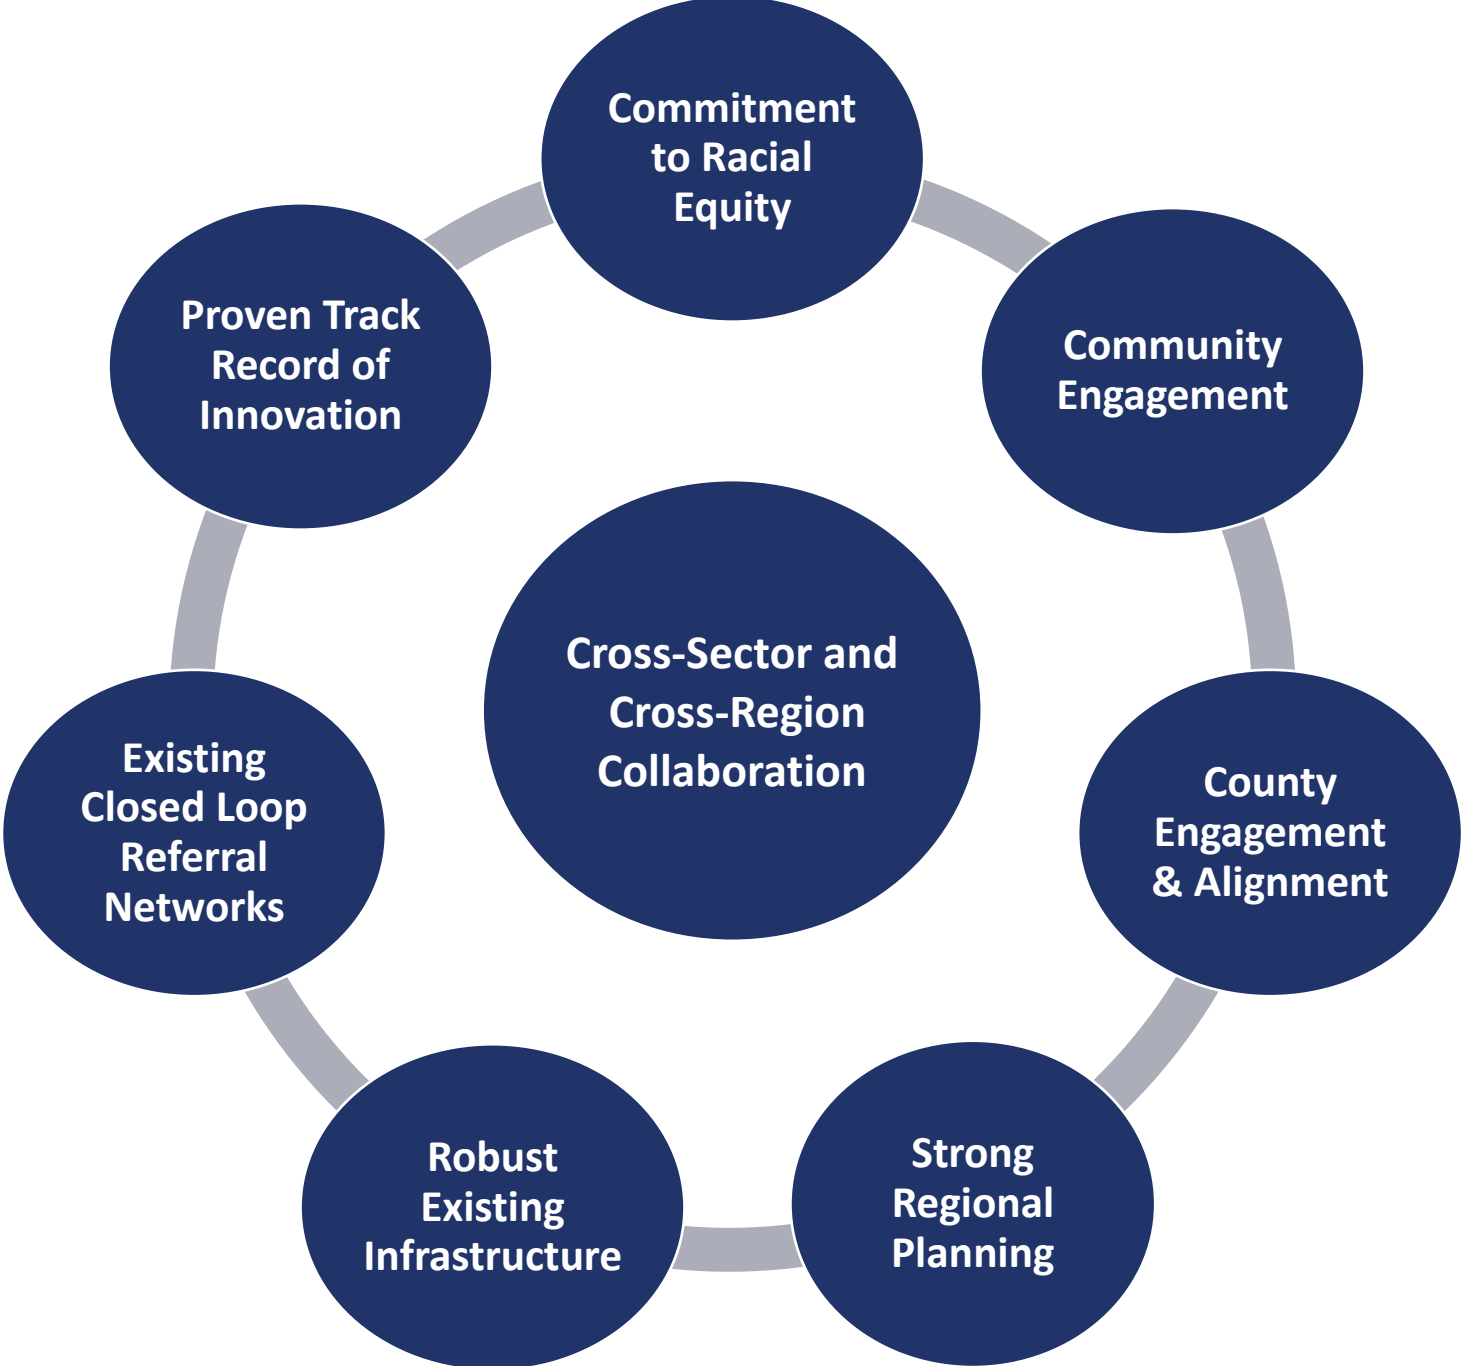 Commitment
to Racial
Equity
Community
Engagement
County
Engagement
& Alignment
Strong
Regional
Planning
Robust
Existing
Infrastructure
Existing
Closed Loop
Referral
Networks
Proven Track
Record of
Innovation
Cross-Sector and
Cross-Region
Collaboration